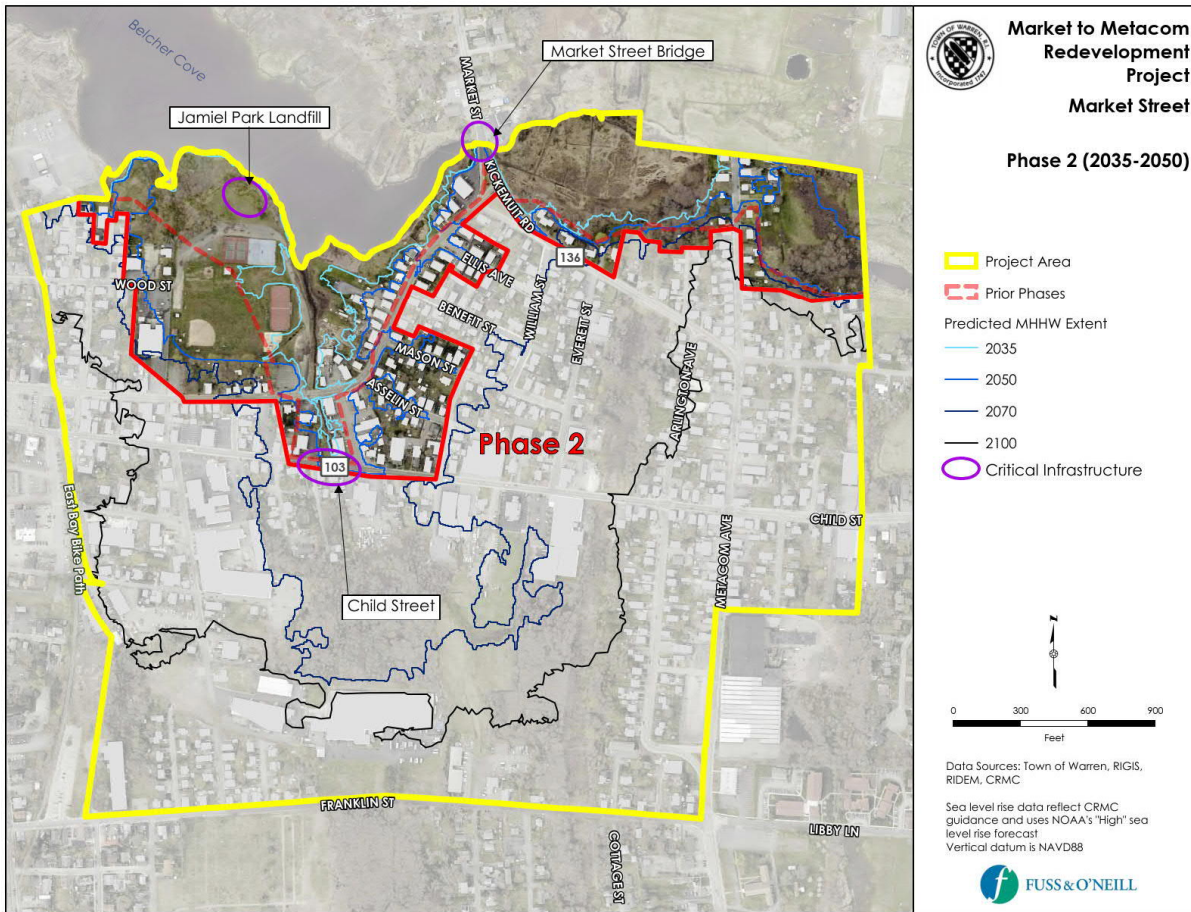 Belcher Cove
MARKET ST
Market Street Bridge
Jamiel Park Landfill
KICKEMUIT RD
136
WOOD ST
ELLIS AVE
BENEFIT ST
WILLIAM ST
EVERETT ST
MASON ST
ASSELIN ST
ARLINGTON AVE
Phase 2
103
East Bay Bike Path
METACOM AVE
CHILD ST
Child Street
FRANKLIN ST
LIBBY LN
COTTAGE ST
TOWN OF WARREN, R.I.
Incorporated 1747
Market to Metacom
Redevelopment
Project
Market Street
Phase 2 (2035-2050)
Project Area
Prior Phases
Predicted MHHW Extent
2035
2050
2070
2100
Critical Infrastructure
z
0 300 600 900
Feet
Data Sources: Town of Warren, RIGIS,
RIDEM, CRMC
Sea level rise data reflect CRMC
guidance and uses NOAA's "High" sea
level rise forecast
Vertical datum is NAVD88
f FUSS & O'NEILL